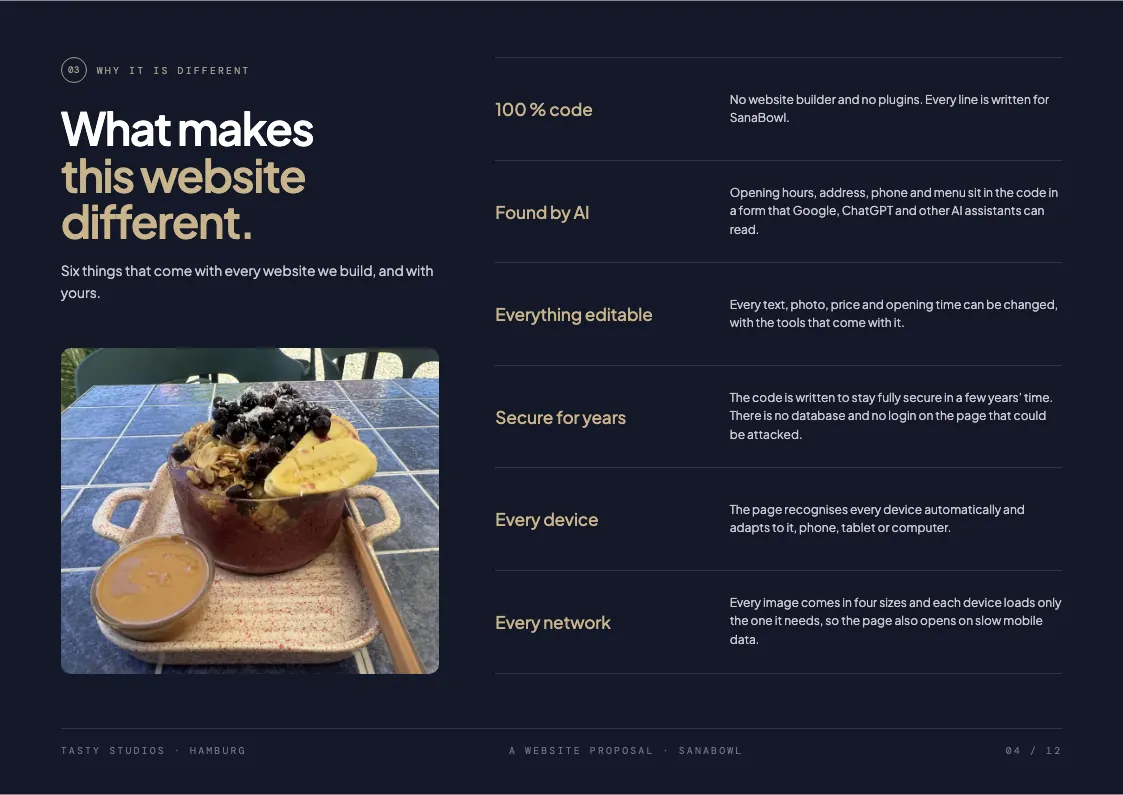 03 WHY IT IS DIFFERENT
What makes
this website
different.
Six things that come with every website we build, and with
yours.
100 % code
No website builder and no plugins. Every line is written for
SanaBowl.
Found by AI
Opening hours, address, phone and menu sit in the code in
a form that Google, ChatGPT and other AI assistants can
read.
Everything editable
Every text, photo, price and opening time can be changed,
with the tools that come with it.
Secure for years
The code is written to stay fully secure in a few years’ time.
There is no database and no login on the page that could
be attacked.
Every device
The page recognises every device automatically and
adapts to it, phone, tablet or computer.
Every network
Every image comes in four sizes and each device loads only
the one it needs, so the page also opens on slow mobile
data.
TASTY STUDIOS · HAMBURG
A WEBSITE PROPOSAL · SANABOWL
04 / 12